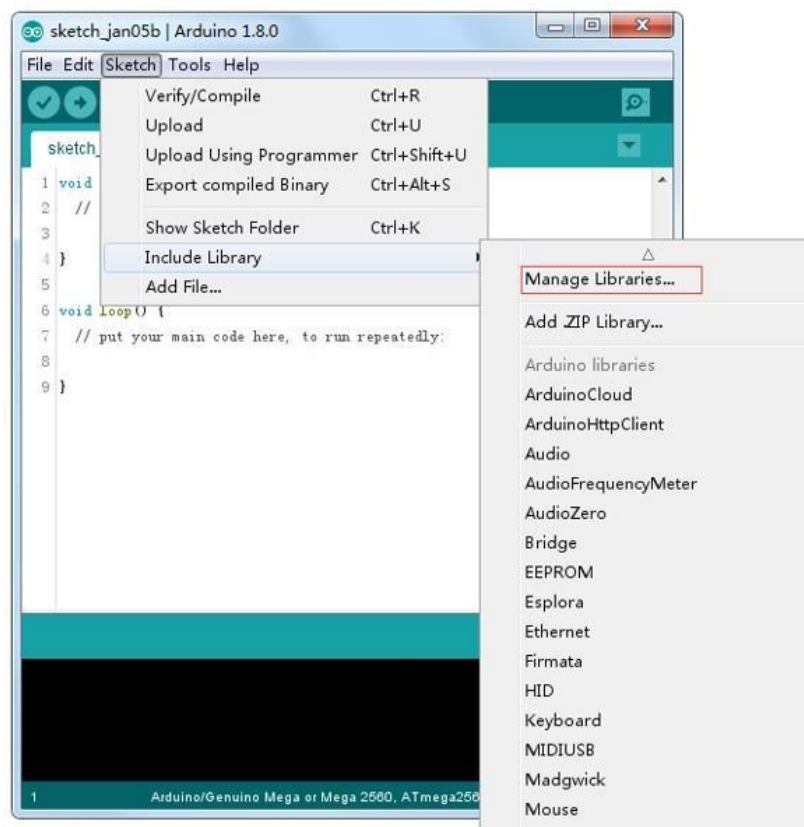 sketch_jan05b | Arduino 1.8.0
File Edit Sketch Tools Help
Verify/Compile Ctrl+R
Upload Ctrl+U
sketch_
Upload Using Programmer Ctrl+Shift+U
Export compiled Binary Ctrl+Alt+S
Show Sketch Folder Ctrl+K
Include Library
Add File...
1 void
2 //
3
4 }
5
6 void loop() {
7 // put your main code here, to run repeatedly:
8
9 }
Manage Libraries...
Add .ZIP Library...
Arduino libraries
ArduinoCloud
ArduinoHttpClient
Audio
AudioFrequencyMeter
AudioZero
Bridge
EEPROM
Esplora
Ethernet
Firmata
HID
Keyboard
MIDIUSB
Madgwick
Mouse
1 Arduino/Genuino Mega or Mega 2560, ATmega256